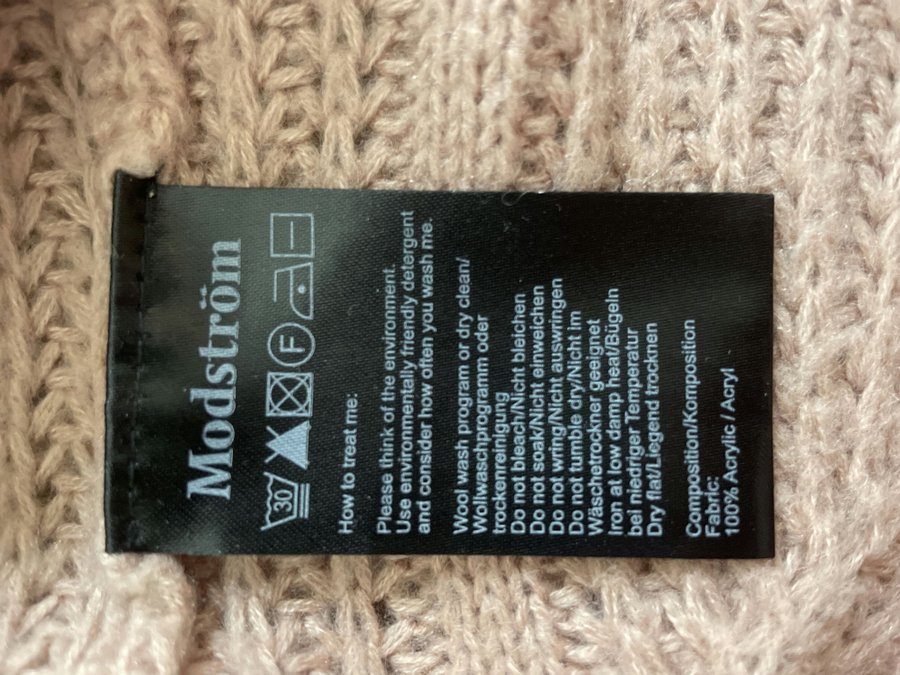 Modström
30 F
How to treat me:
Please think of the environment.
Use environmentally friendly detergent
and consider how often you wash me.
Wool wash program or dry clean/
Wollwaschprogramm oder
trockenreinigung
Do not bleach/Nicht bleichen
Do not soak/Nicht einweichen
Do not wring/Nicht auswringen
Do not tumble dry/Nicht im
Wäschetrockner geeignet
Iron at low damp heat/Bügeln
bei niedriger Temperatur
Dry flat/Liegend trocknen
Composition/Komposition
Fabric:
100% Acrylic / Acryl